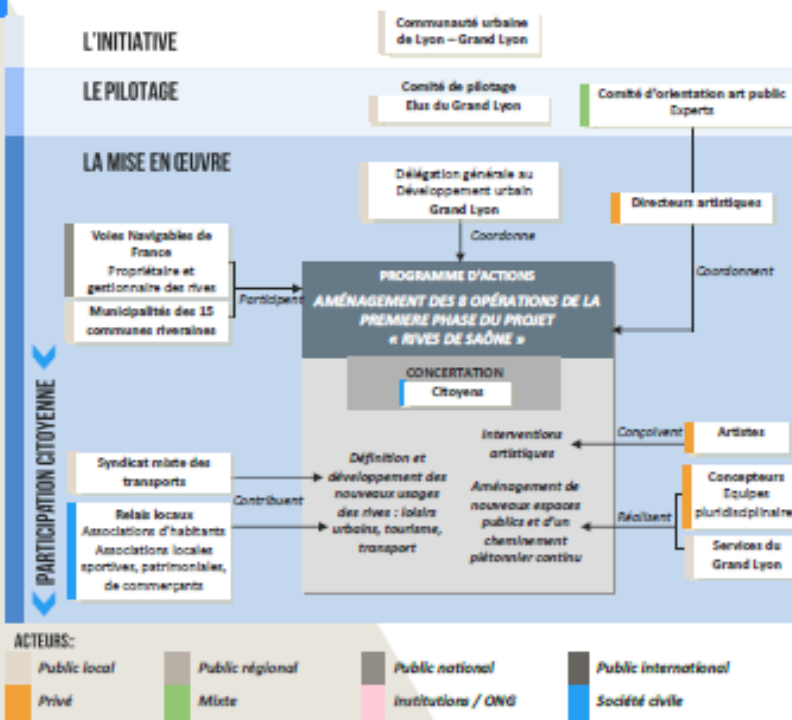 L'INITIATIVE
Communauté urbaine
de Lyon – Grand Lyon
LE PILOTAGE
Comité de pilotage
Elus du Grand Lyon
Comité d'orientation art public
Experts
LA MISE EN ŒUVRE
Délégation générale au
Développement urbain
Grand Lyon
Directeurs artistiques
Coordonne
Coordonnent
Voies Navigables de
France
Propriétaire et
gestionnaire des rives
Municipalités des 15
communes riveraines
Participent
PROGRAMME D'ACTIONS
AMÉNAGEMENT DES 8 OPÉRATIONS DE LA
PREMIERE PHASE DU PROJET
« RIVES DE SAÔNE »
CONCERTATION
Citoyens
PARTICIPATION CITOYENNE
Syndicat mixte des
transports
Relais locaux
Associations d'habitants
Associations locales
sportives, patrimoniales,
de commerçants
Contribuent
Définition et
développement des
nouveaux usages
des rives : loisirs
urbains, tourisme,
transport
Interventions
artistiques
Aménagement de
nouveaux espaces
publics et d'un
cheminement
piétonnier continu
Conçoivent
Artistes
Réalisent
Concepteurs
Equipes
pluridisciplinaire
Services du
Grand Lyon
ACTEURS:
Public local
Public régional
Public national
Public international
Privé
Mixte
Institutions / ONG
Société civile